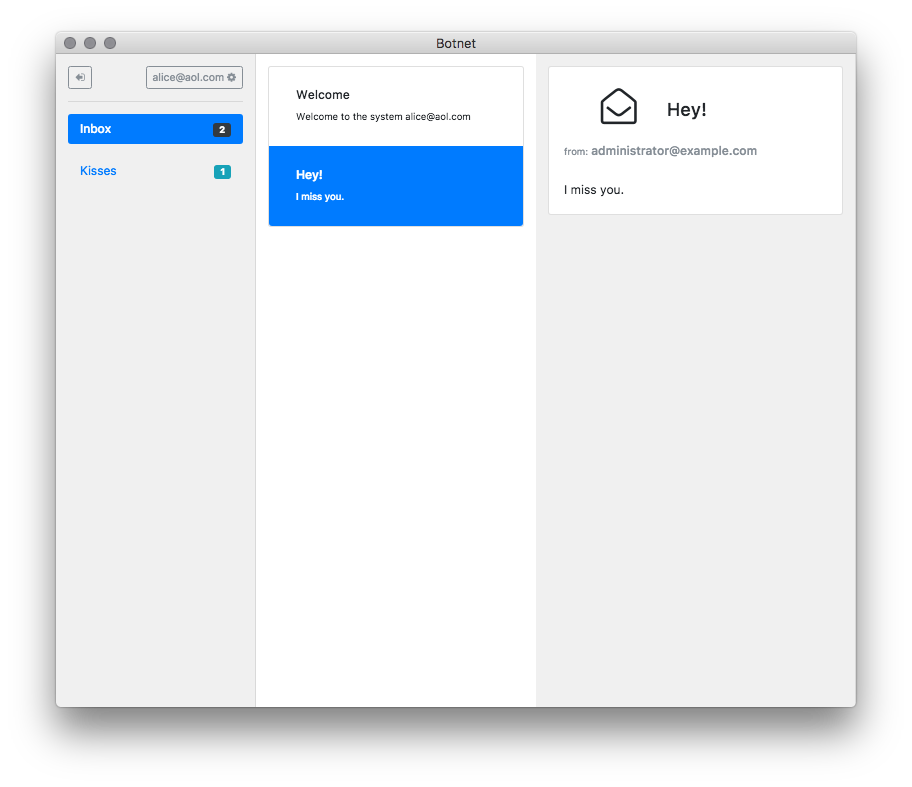 Botnet
alice@aol.com
Inbox 2
Kisses 1
Welcome
Welcome to the system alice@aol.com
Hey!
I miss you.
Hey!
from: administrator@example.com
I miss you.